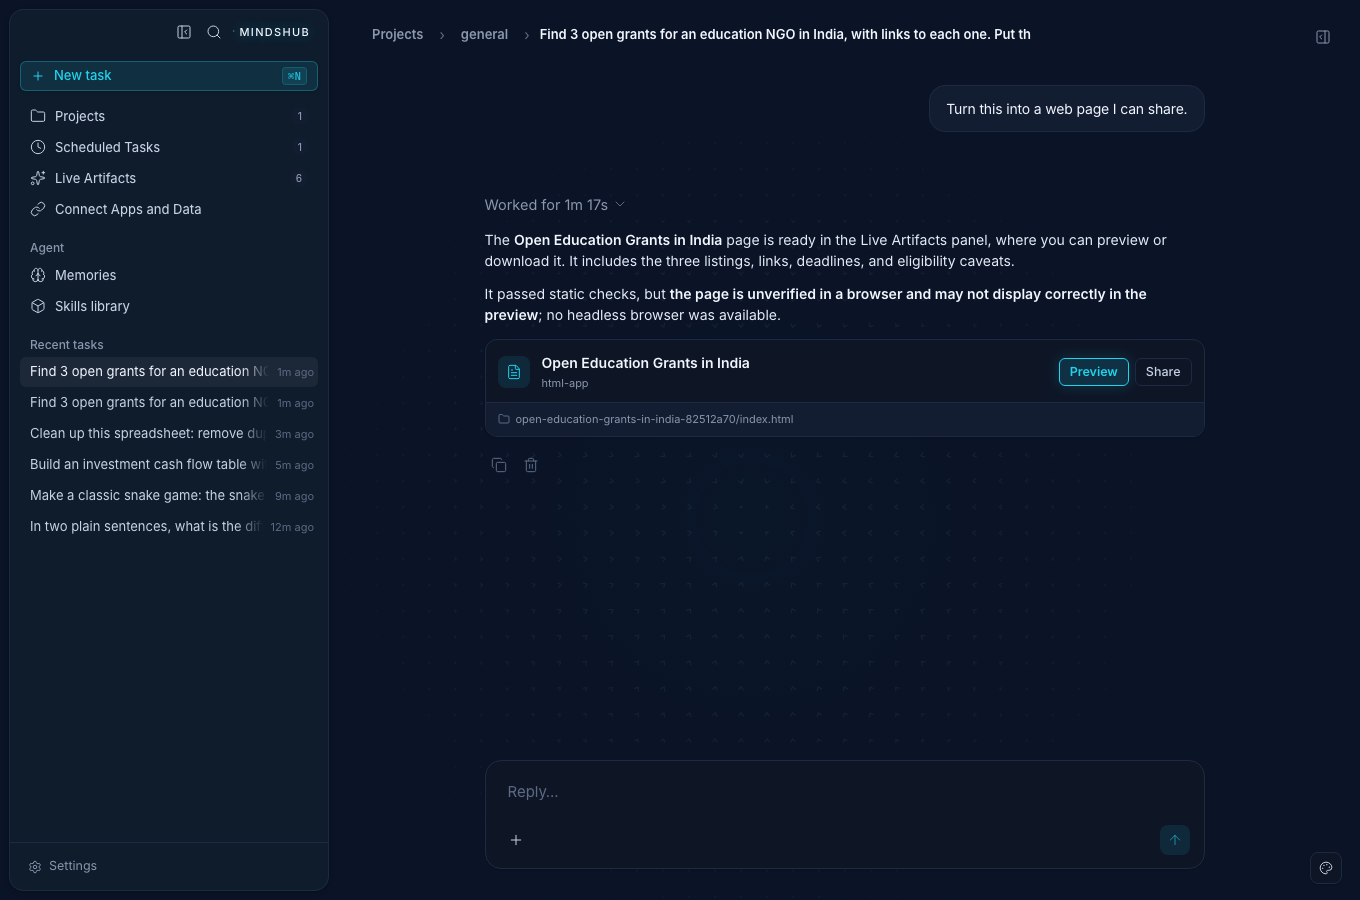 MINDSHUB
New task
⌘N
Projects
1
Scheduled Tasks
1
Live Artifacts
6
Connect Apps and Data
Agent
Memories
Skills library
Recent tasks
Find 3 open grants for an education NG 1m ago
Find 3 open grants for an education NG 1m ago
Clean up this spreadsheet: remove dup 3m ago
Build an investment cash flow table wi 5m ago
Make a classic snake game: the snake 9m ago
In two plain sentences, what is the dif 12m ago
Settings
Projects › general › Find 3 open grants for an education NGO in India, with links to each one. Put th
Turn this into a web page I can share.
Worked for 1m 17s
The Open Education Grants in India page is ready in the Live Artifacts panel, where you can preview or
download it. It includes the three listings, links, deadlines, and eligibility caveats.
It passed static checks, but the page is unverified in a browser and may not display correctly in the
preview; no headless browser was available.
Open Education Grants in India
html-app
Preview
Share
open-education-grants-in-india-82512a70/index.html
Reply...